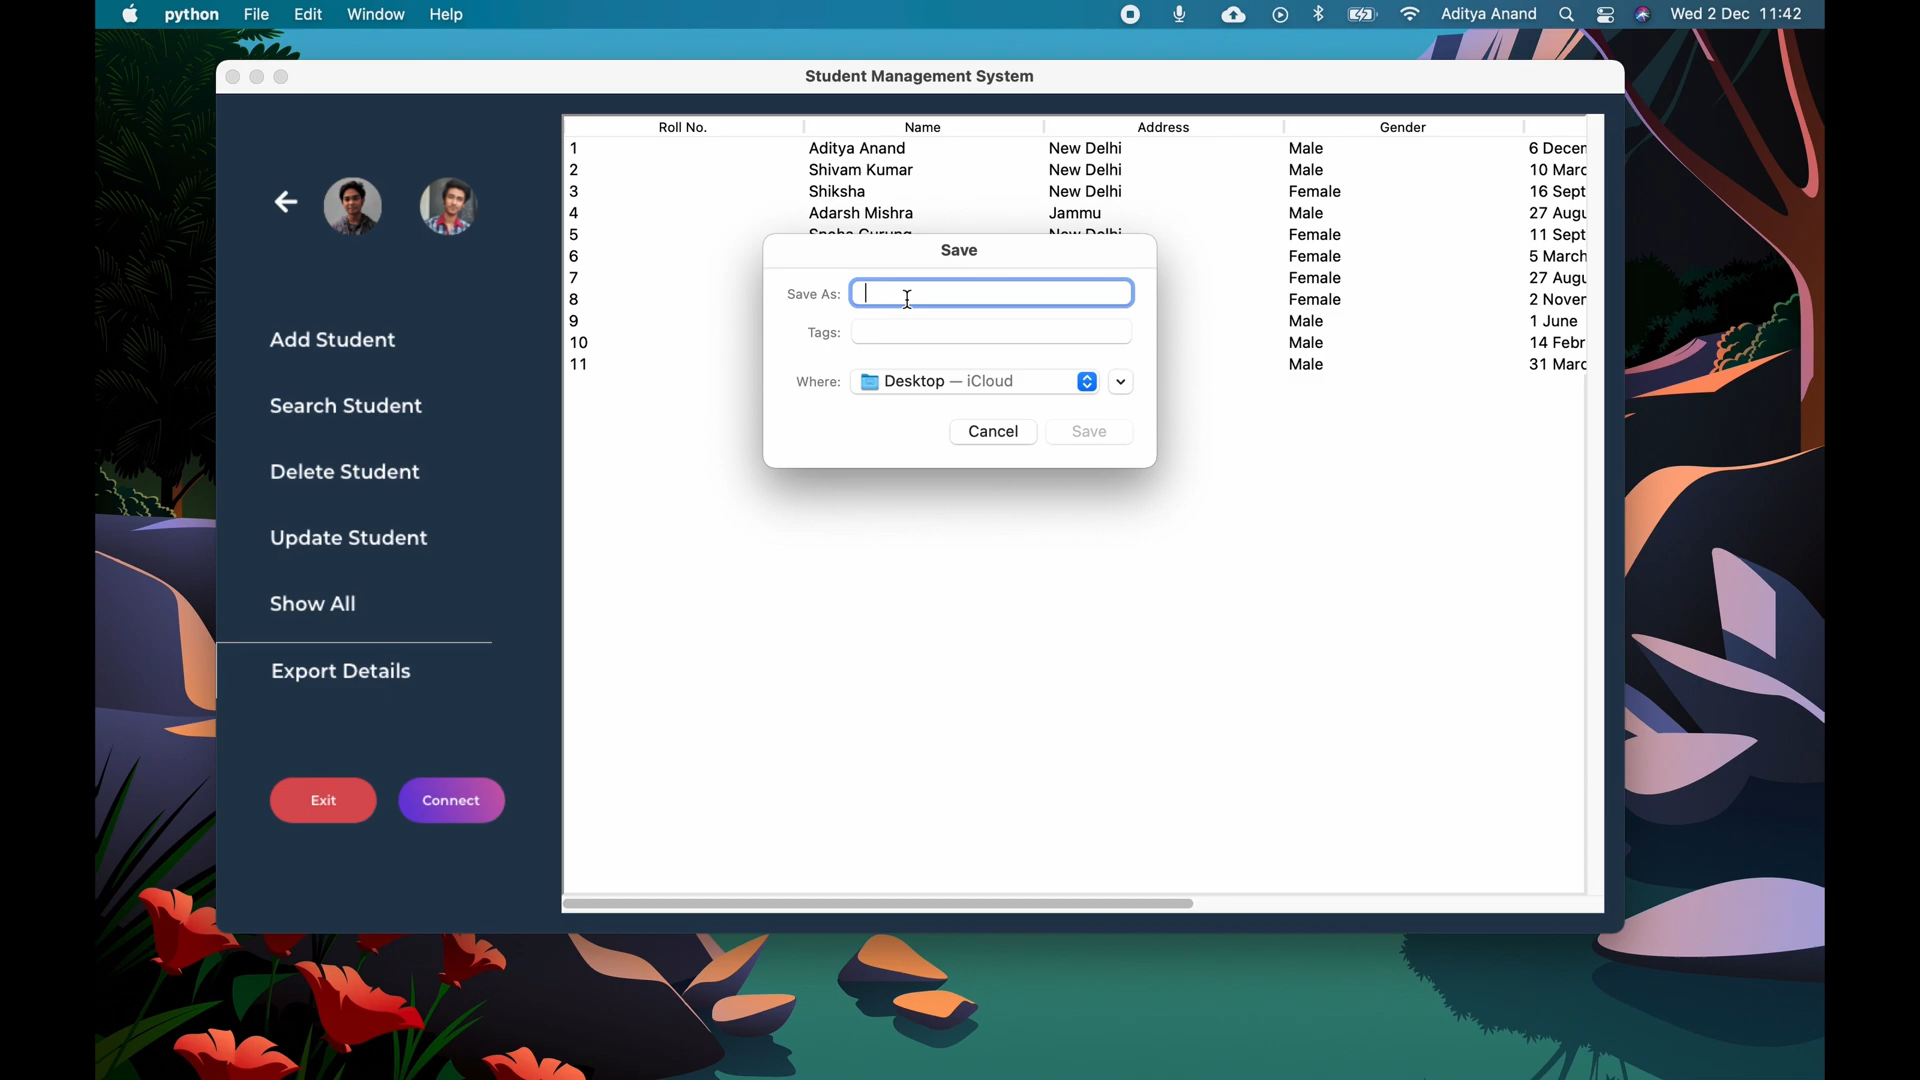 python File Edit Window Help Aditya Anand Wed 2 Dec 11:42
Student Management System
Roll No. Name Address Gender
1 Aditya Anand New Delhi Male 6 Decem
2 Shivam Kumar New Delhi Male 10 Marc
3 Shiksha New Delhi Female 16 Sept
4 Adarsh Mishra Jammu Male 27 Augu
5 New Delhi Female 11 Sept
6 Female 5 March
7 Female 27 Augu
8 Female 2 Novem
9 Male 1 June
10 Male 14 Febr
11 Male 31 Marc
Save
Save As:
Tags:
Where: Desktop — iCloud
Cancel Save
Add Student
Search Student
Delete Student
Update Student
Show All
Export Details
Exit Connect